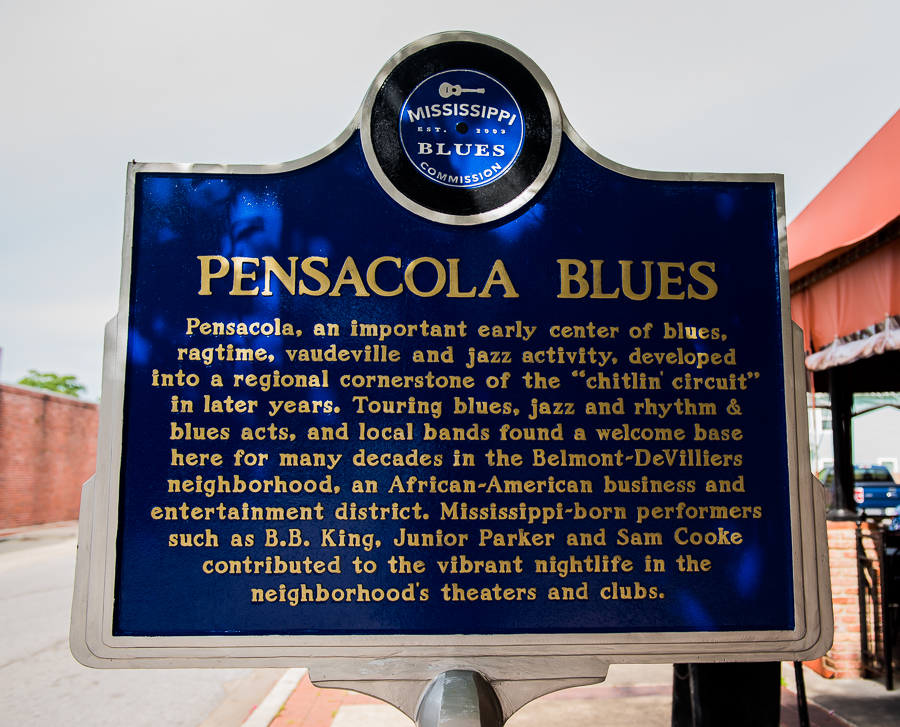 MISSISSIPPI
EST. 2003
BLUES
COMMISSION
PENSACOLA BLUES
Pensacola, an important early center of blues,
ragtime, vaudeville and jazz activity, developed
into a regional cornerstone of the “chitlin' circuit”
in later years. Touring blues, jazz and rhythm &
blues acts, and local bands found a welcome base
here for many decades in the Belmont-DeVilliers
neighborhood, an African-American business and
entertainment district. Mississippi-born performers
such as B.B. King, Junior Parker and Sam Cooke
contributed to the vibrant nightlife in the
neighborhood's theaters and clubs.